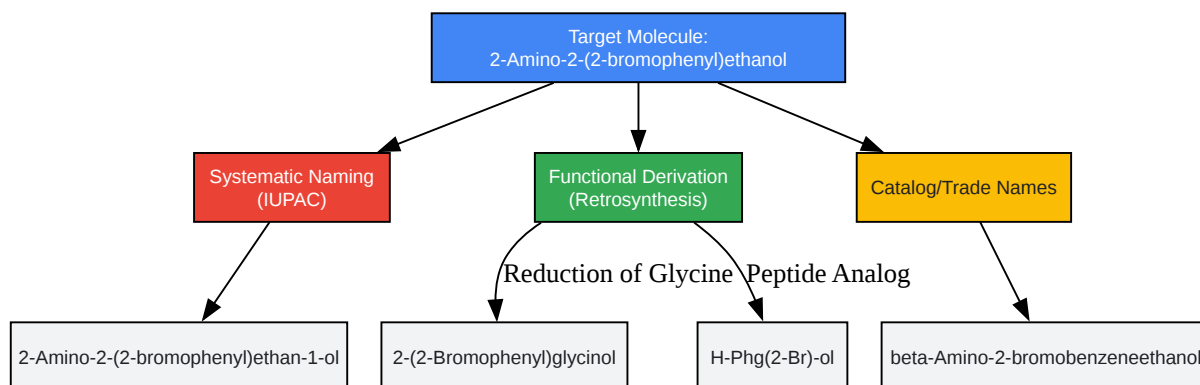 Target Molecule:
2-Amino-2-(2-bromophenyl)ethanol
Systematic Naming
(IUPAC)
Functional Derivation
(Retrosynthesis)
Catalog/Trade Names
Reduction of Glycine
Peptide Analog
2-Amino-2-(2-bromophenyl)ethan-1-ol
2-(2-Bromophenyl)glycinol
H-Phg(2-Br)-ol
beta-Amino-2-bromobenzeneethanol